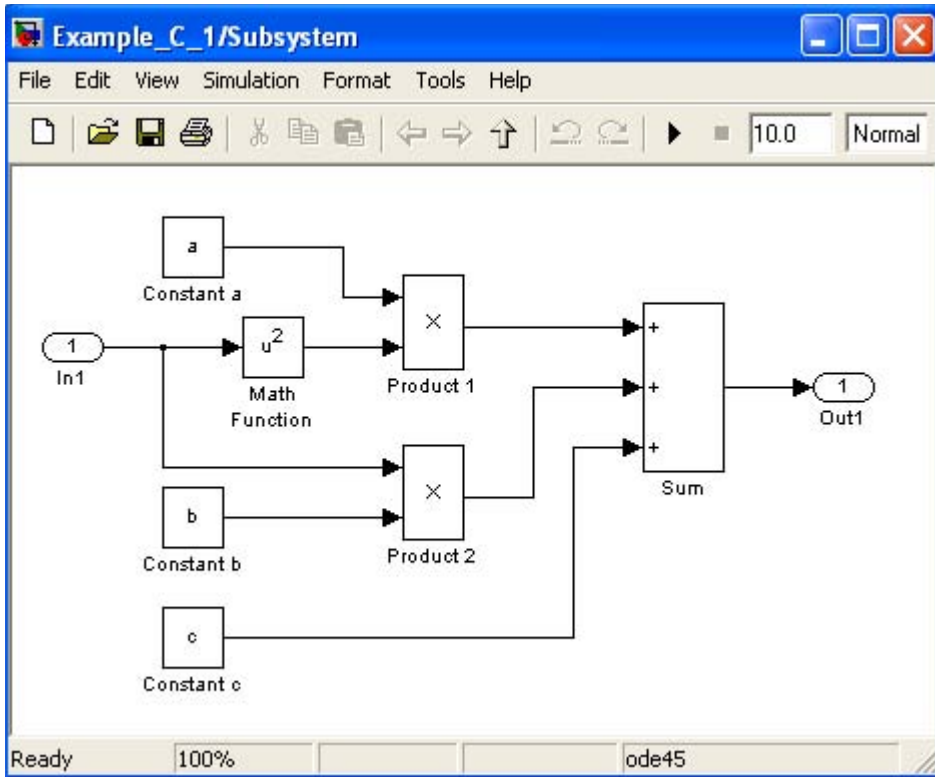 Example_C_1/Subsystem
File Edit View Simulation Format Tools Help
10.0 Normal
a
Constant a
1
In1
u2
Math
Function
×
Product 1
+
+
+
Sum
1
Out1
b
Constant b
×
Product 2
c
Constant c
Ready 100% ode45